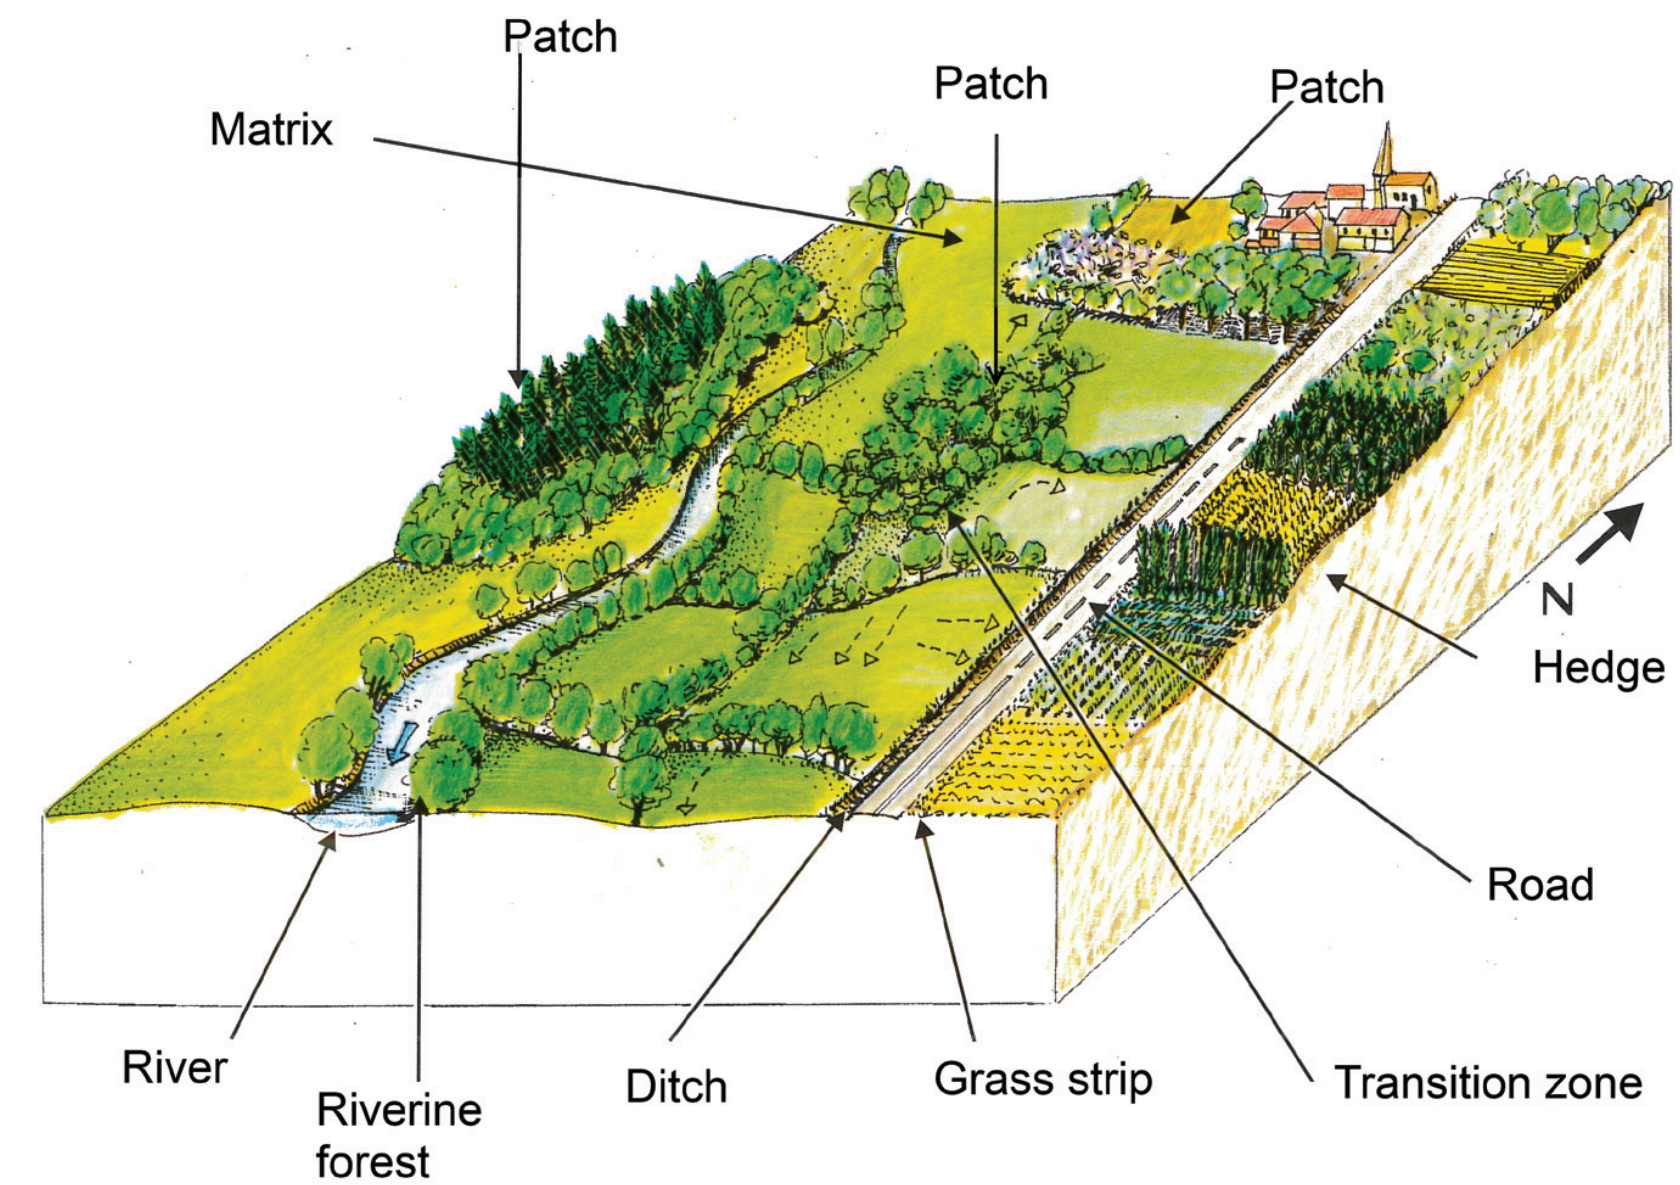 Patch
Patch
Patch
Matrix
N
Hedge
Road
River
Riverine
forest
Ditch
Grass strip
Transition zone